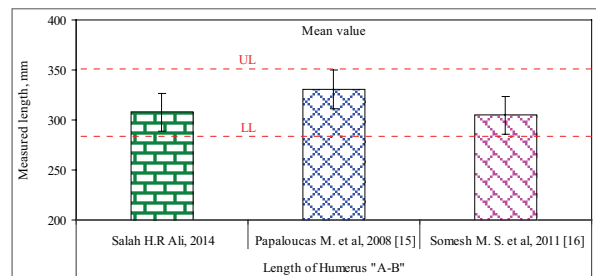 Mean value
Measured length, mm
400
350
300
250
200
UL
LL
Salah H.R Ali, 2014
Papaloucas M. et al, 2008 [15]
Somesh M. S. et al, 2011 [16]
Length of Humerus "A-B"